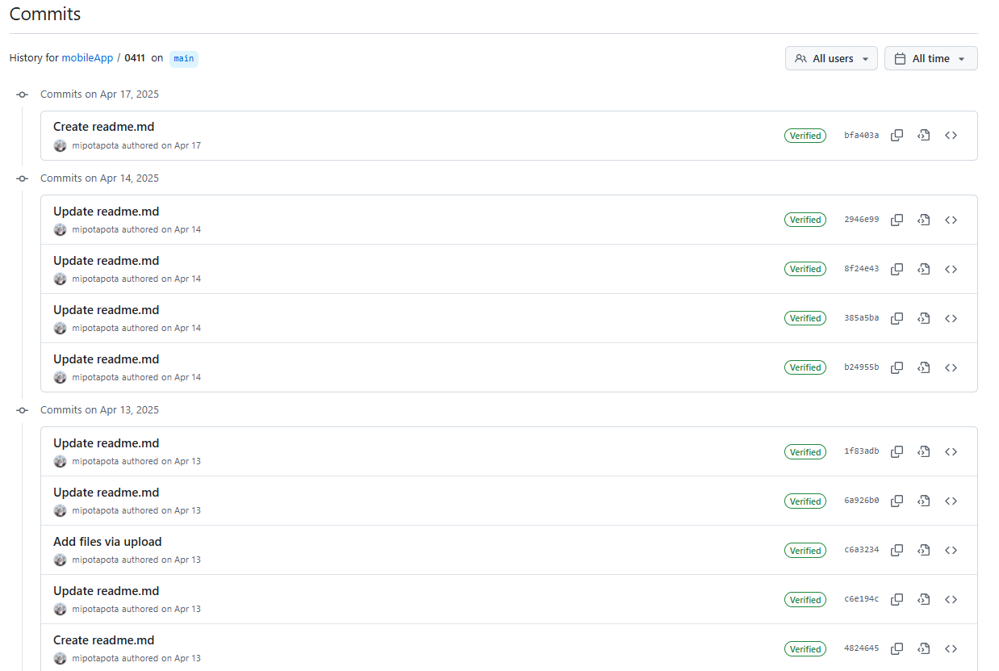 Commits
History for mobileApp / 0411 on main
All users
All time
Commits on Apr 17, 2025
Create readme.md
mipotapota authored on Apr 17
Verified
bfa403a
Commits on Apr 14, 2025
Update readme.md
mipotapota authored on Apr 14
Verified
2946e99
Update readme.md
mipotapota authored on Apr 14
Verified
8f24e43
Update readme.md
mipotapota authored on Apr 14
Verified
385a5ba
Update readme.md
mipotapota authored on Apr 14
Verified
b24955b
Commits on Apr 13, 2025
Update readme.md
mipotapota authored on Apr 13
Verified
1f83adb
Update readme.md
mipotapota authored on Apr 13
Verified
6a926b0
Add files via upload
mipotapota authored on Apr 13
Verified
c6a3234
Update readme.md
mipotapota authored on Apr 13
Verified
c6e194c
Create readme.md
mipotapota authored on Apr 13
Verified
4824645